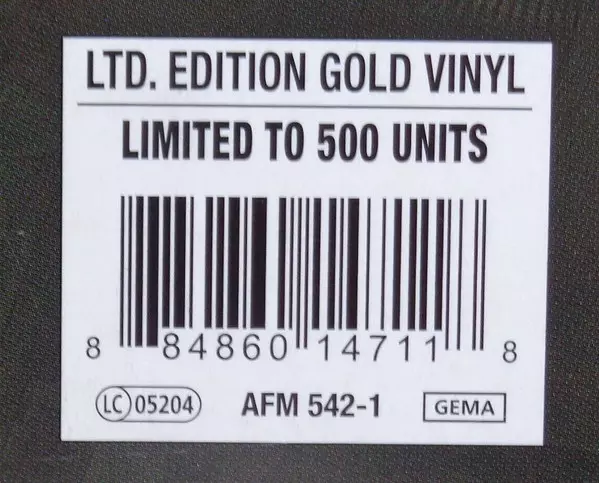 LTD. EDITION GOLD VINYL
LIMITED TO 500 UNITS
8 84860 14711 8
LC 05204 AFM 542-1 GEMA